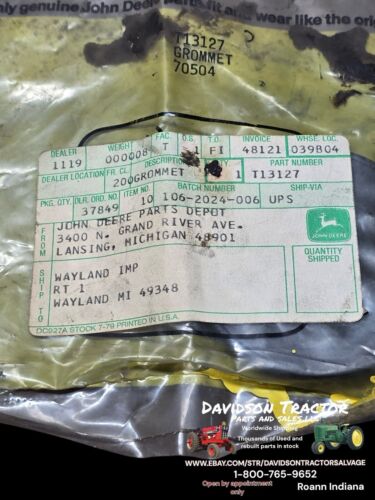 only genuine John Deere Parts fit and wear like the orig
T13127
GROMMET
70504
DEALER WEIGHT FAC. O.S. T.O. INVOICE WHSE. LOC.
1119 000008 T 1 FI 48121 039804
DEALER LOCATION FR. CL. DESCRIPTION PART NUMBER
200 GROMMET 1 T13127
PKG. QTY. DLR. ORD. NO. ITEM NO. BATCH NUMBER SHIP-VIA
37849 10 106-2024-006 UPS
FROM
JOHN DEERE PARTS DEPOT
3400 N. GRAND RIVER AVE.
LANSING, MICHIGAN 48901
JOHN DEERE
QUANTITY
SHIPPED
SHIP TO
WAYLAND IMP
RT 1
WAYLAND MI 49348
DC927A STOCK 7-79 PRINTED IN U.S.A.
DAVIDSON TRACTOR
PARTS AND SALES LLC
Worldwide Shipping
Thousands of Used and
rebuilt parts in stock
WWW.EBAY.COM/STR/DAVIDSONTRACTORSALVAGE
1-800-765-9652
Open by appointment
only
Roann Indiana